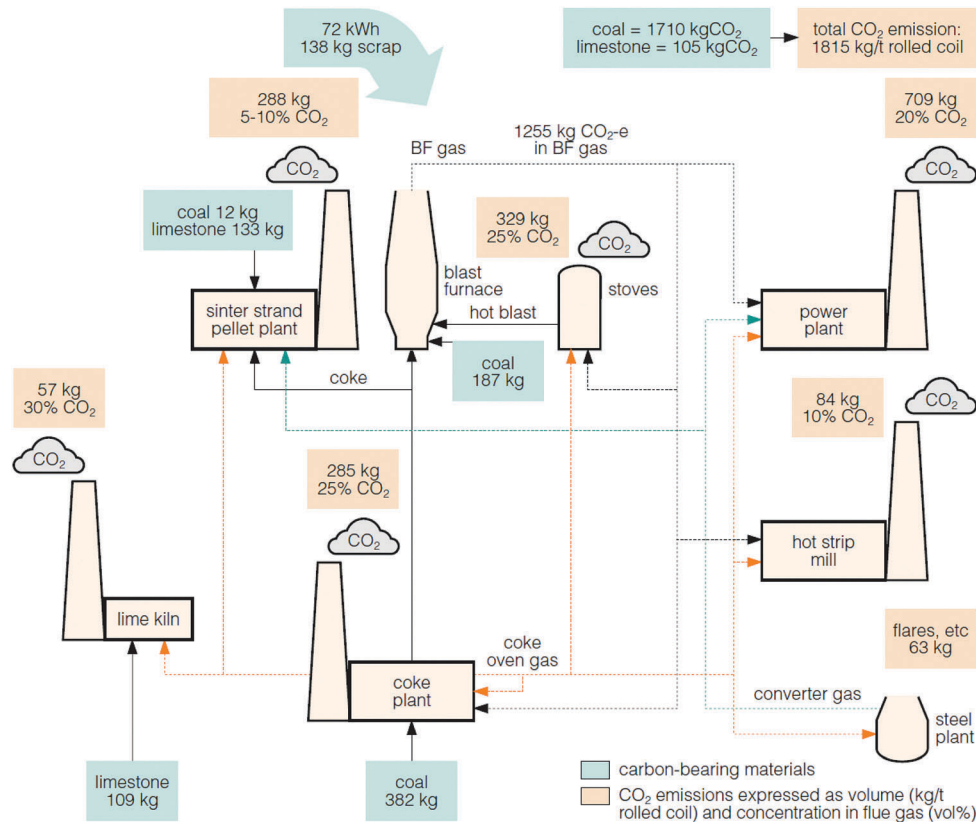 72 kWh
138 kg scrap
coal = 1710 kgCO₂
limestone = 105 kgCO₂
total CO₂ emission:
1815 kg/t rolled coil
288 kg
5-10% CO₂
CO₂
BF gas
1255 kg CO₂-e
in BF gas
709 kg
20% CO₂
CO₂
coal 12 kg
limestone 133 kg
329 kg
25% CO₂
CO₂
blast
furnace
stoves
hot blast
sinter strand
pellet plant
power
plant
coke
coal
187 kg
57 kg
30% CO₂
CO₂
84 kg
10% CO₂
CO₂
285 kg
25% CO₂
CO₂
hot strip
mill
lime kiln
coke
oven gas
flares, etc
63 kg
coke
plant
converter gas
steel
plant
limestone
109 kg
coal
382 kg
carbon-bearing materials
CO₂ emissions expressed as volume (kg/t
rolled coil) and concentration in flue gas (vol%)